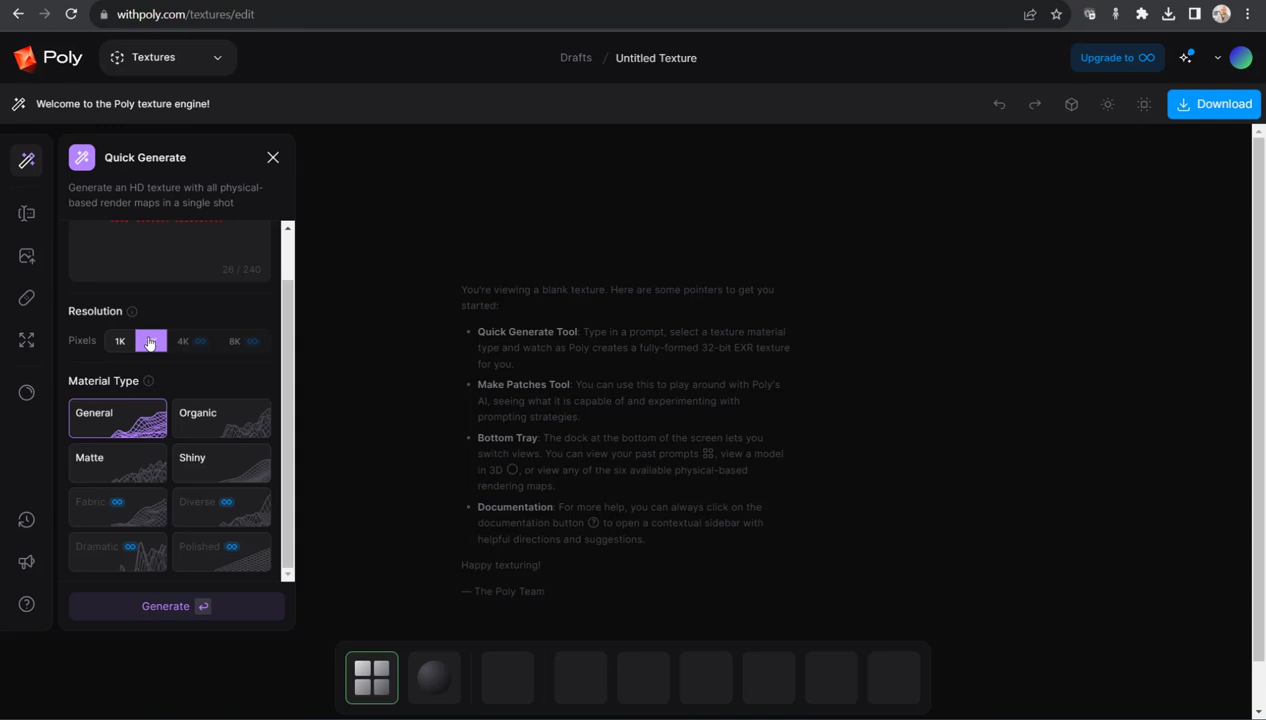 withpoly.com/textures/edit
Poly
Textures
Drafts / Untitled Texture
Upgrade to
Welcome to the Poly texture engine!
Download
Quick Generate
Generate an HD texture with all physical-
based render maps in a single shot
26 / 240
Resolution
Pixels 1K 4K 8K
Material Type
General Organic
Matte Shiny
Fabric Diverse
Dramatic Polished
Generate
You're viewing a blank texture. Here are some pointers to get you
started:
• Quick Generate Tool: Type in a prompt, select a texture material
type and watch as Poly creates a fully-formed 32-bit EXR texture
for you.
• Make Patches Tool: You can use this to play around with Poly's
AI, seeing what it is capable of and experimenting with
prompting strategies.
• Bottom Tray: The dock at the bottom of the screen lets you
switch views. You can view your past prompts , view a model
in 3D , or view any of the six available physical-based
rendering maps.
• Documentation: For more help, you can always click on the
documentation button to open a contextual sidebar with
helpful directions and suggestions.
Happy texturing!
— The Poly Team